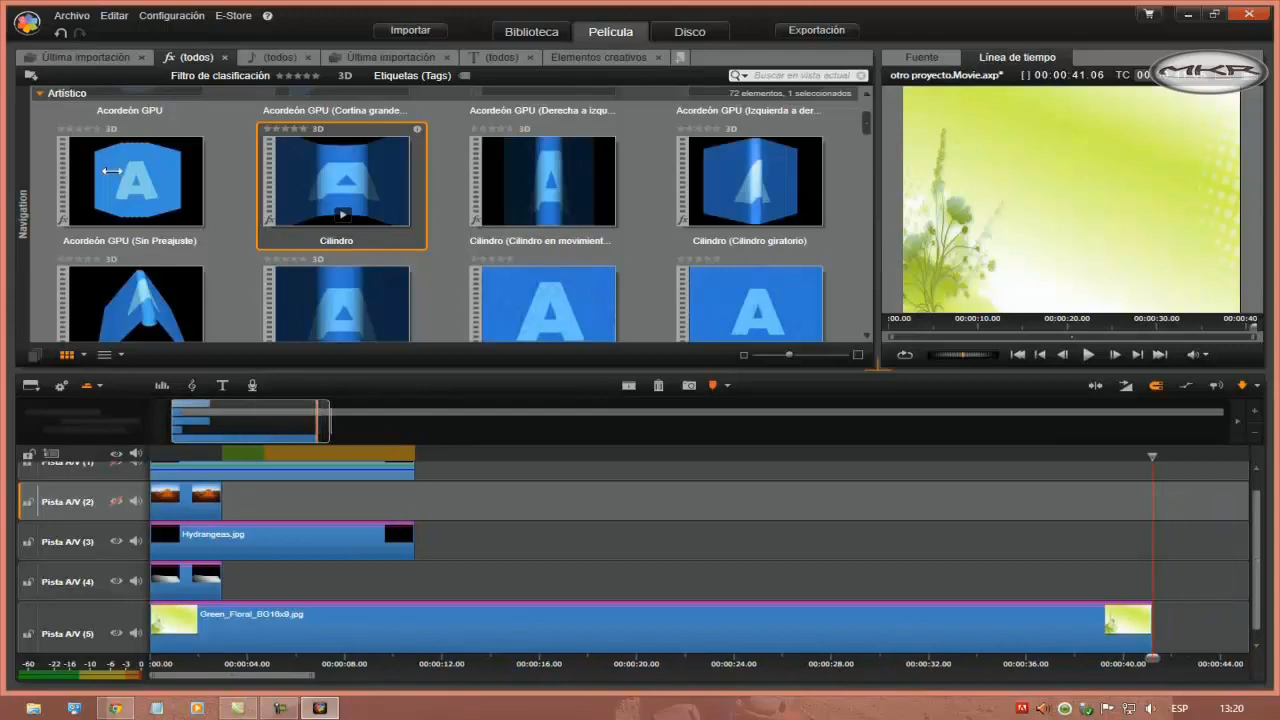 Archivo Editar Configuración E-Store
Importar Biblioteca Película Disco Exportación
Última importación fx (todos) (todos) Última importación T (todos) Elementos creativos
Fuente Línea de tiempo
Filtro de clasificación 3D Etiquetas (Tags) Buscar en vista actual
otro proyecto.Movie.axp* [ ] 00:00:41.06 TC
MKR
Artístico 72 elementos, 1 seleccionados
Acordeón GPU Acordeón GPU (Cortina grande... Acordeón GPU (Derecha a izqu... Acordeón GPU (Izquierda a der...
3D 3D 3D 3D
A
Navigation
Acordeón GPU (Sin Preajuste) Cilindro Cilindro (Cilindro en movimient... Cilindro (Cilindro giratorio)
3D 3D 3D 3D
A A
:00.00 00:00:10.00 00:00:20.00 00:00:30.00 00:00:40
Pista A/V (1)
Pista A/V (2)
Pista A/V (3) Hydrangeas.jpg
Pista A/V (4)
Pista A/V (5) Green_Floral_BG16x9.jpg
-60 -22 -16 -10 -6 -3 0 :00.00 00:00:04.00 00:00:08.00 00:00:12.00 00:00:16.00 00:00:20.00 00:00:24.00 00:00:28.00 00:00:32.00 00:00:36.00 00:00:40.00 00:00:44.00
ESP 13:20